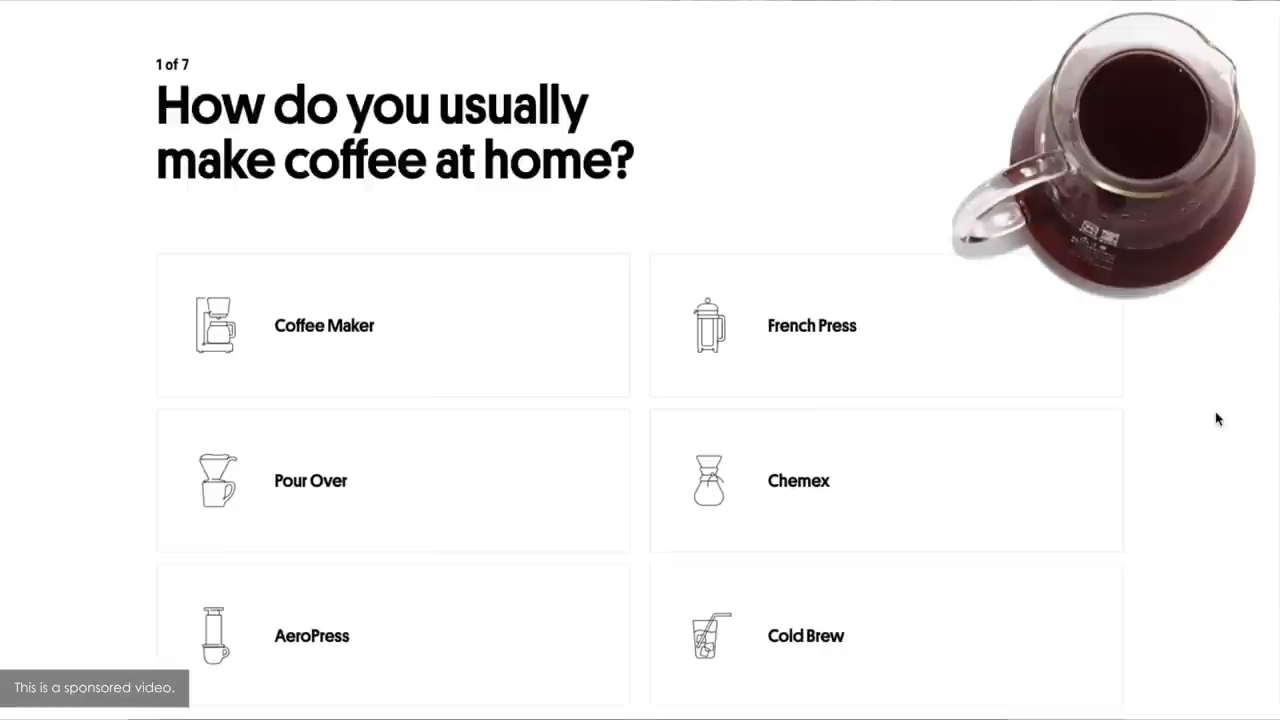 1 of 7
How do you usually
make coffee at home?
Coffee Maker
French Press
Pour Over
Chemex
AeroPress
Cold Brew
This is a sponsored video.